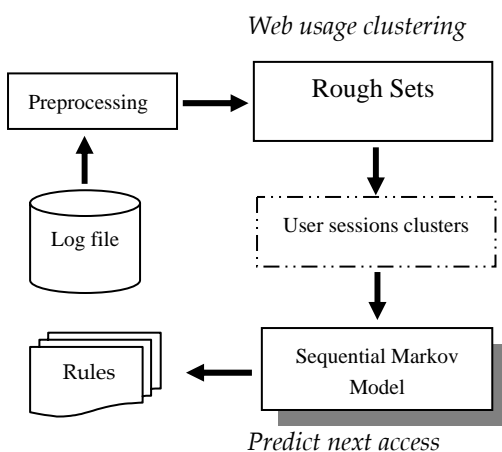 Web usage clustering
Preprocessing
Rough Sets
Log file
User sessions clusters
Rules
Sequential Markov
Model
Predict next access